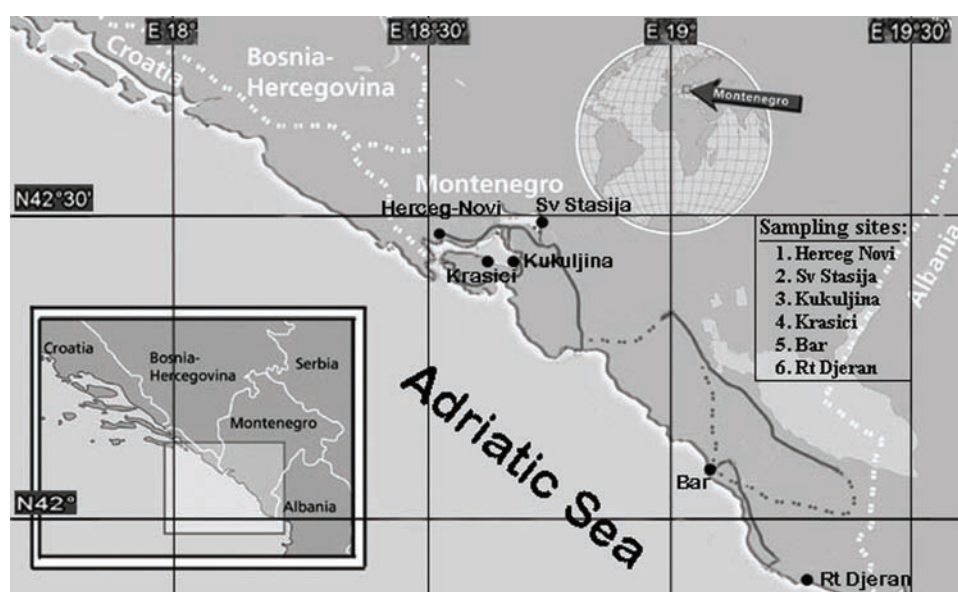 E 18°
E 18°30'
E 19°
E 19°30'
Croatia
Bosnia-
Hercegovina
Montenegro
N42°30'
Montenegro
Herceg-Novi
Sv Stasija
Krasici
Kukuljina
Sampling sites:
1. Herceg Novi
2. Sv Stasija
3. Kukuljina
4. Krasici
5. Bar
6. Rt Djeran
Albania
Croatia
Bosnia-
Hercegovina
Serbia
Montenegro
Albania
Adriatic Sea
Bar
N42°
Rt Djeran